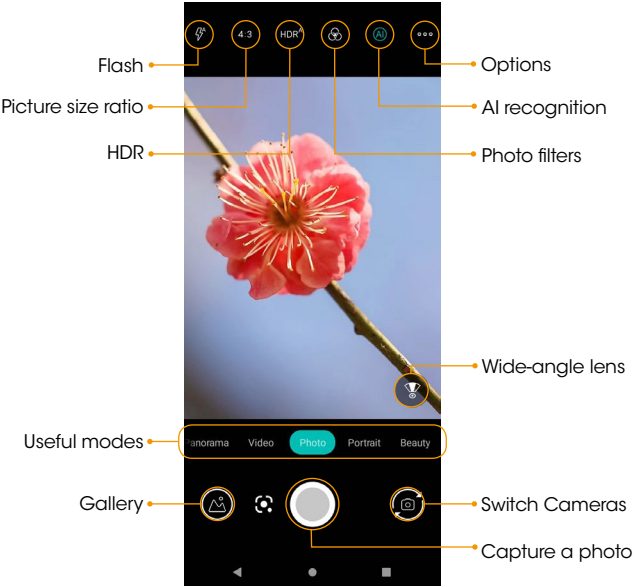 4:3
HDR^A
AI
Flash
Picture size ratio
HDR
Options
AI recognition
Photo filters
Wide-angle lens
Useful modes
Panorama Video Photo Portrait Beauty
Gallery
Switch Cameras
Capture a photo